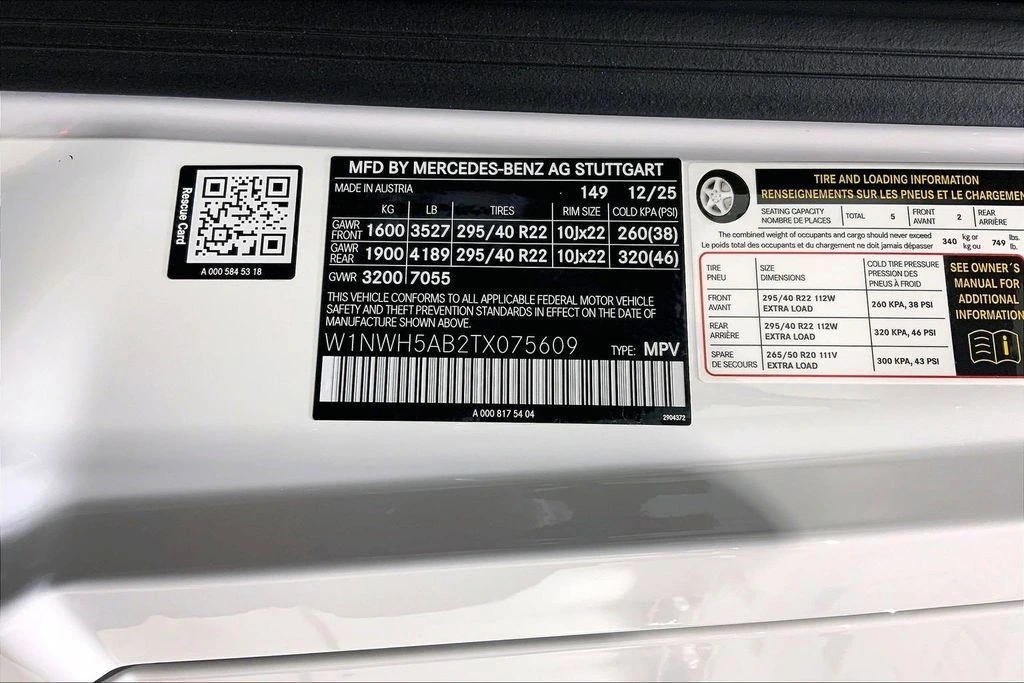 Rescue Card
A 000 584 53 18
MFD BY MERCEDES-BENZ AG STUTTGART
MADE IN AUSTRIA 149 12/25
KG LB TIRES RIM SIZE COLD KPA (PSI)
GAWR FRONT 1600 3527 295/40 R22 10Jx22 260(38)
GAWR REAR 1900 4189 295/40 R22 10Jx22 320(46)
GWR 3200 7055
THIS VEHICLE CONFORMS TO ALL APPLICABLE FEDERAL MOTOR VEHICLE
SAFETY AND THEFT PREVENTION STANDARDS IN EFFECT ON THE DATE OF
MANUFACTURE SHOWN ABOVE.
W1NWH5AB2TX075609 TYPE: MPV
A 000 817 54 04
2904372
TIRE AND LOADING INFORMATION
RENSEIGNEMENTS SUR LES PNEUS ET LE CHARGEMEN
SEATING CAPACITY
NOMBRE DE PLACES
TOTAL 5
FRONT
AVANT
2
REAR
ARRIÈRE
The combined weight of occupants and cargo should never exceed
Le poids total des occupants et du chargement ne doit jamais dépasser
340 kg or
kg ou
749 lbs.
lb.
TIRE
PNEU
SIZE
DIMENSIONS
COLD TIRE PRESSURE
PRESSION DES
PNEUS À FROID
FRONT
AVANT
295/40 R22 112W
EXTRA LOAD
260 KPA, 38 PSI
REAR
ARRIÈRE
295/40 R22 112W
EXTRA LOAD
320 KPA, 46 PSI
SPARE
DE SECOURS
265/50 R20 111V
EXTRA LOAD
300 KPA, 43 PSI
SEE OWNER´S
MANUAL FOR
ADDITIONAL
INFORMATION